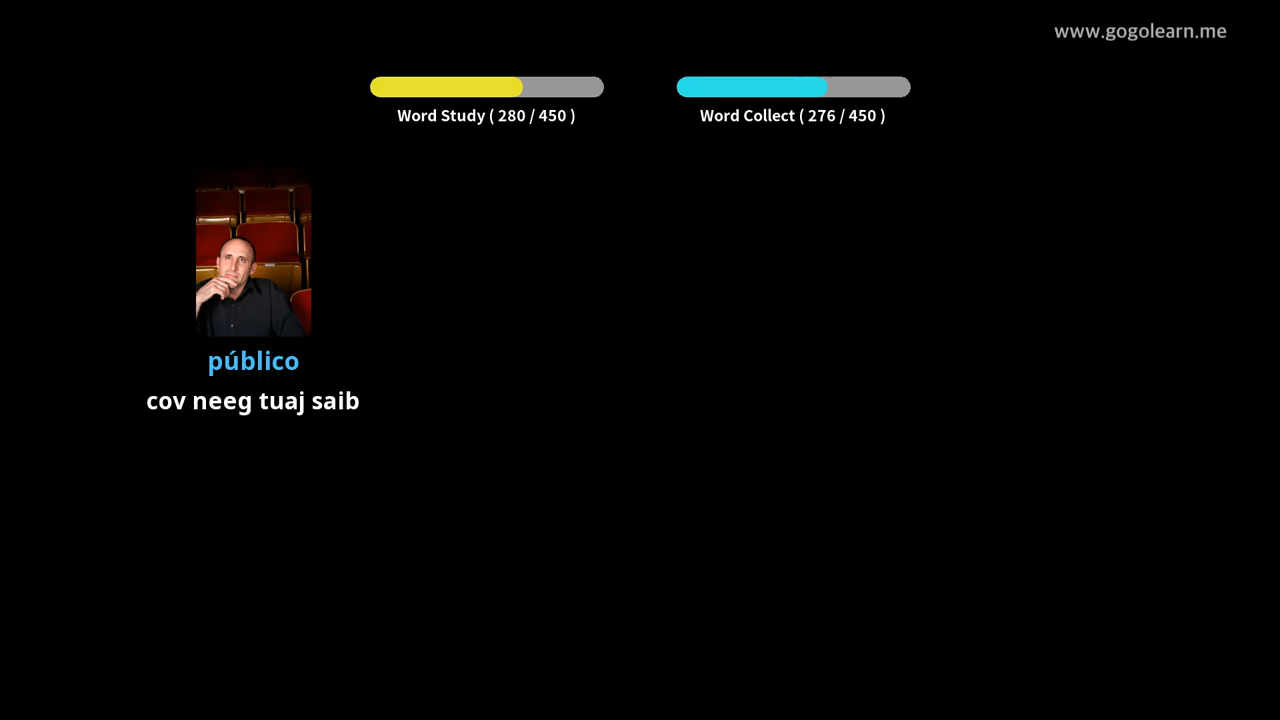 www.gogolearn.me
Word Study ( 280 / 450 )
Word Collect ( 276 / 450 )
público
cov neeg tuaj saib